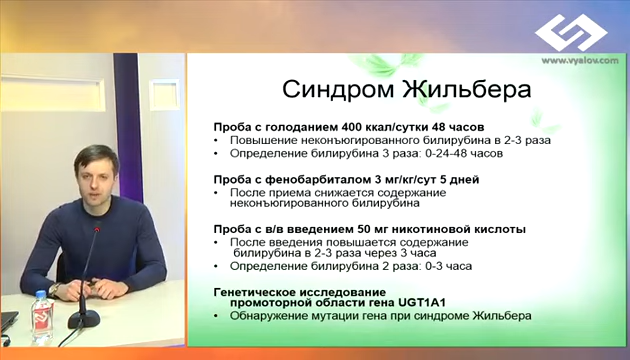 www.vyalov.com
Синдром Жильбера
Проба с голоданием 400 ккал/сутки 48 часов
• Повышение неконъюгированного билирубина в 2-3 раза
• Определение билирубина 3 раза: 0-24-48 часов
Проба с фенобарбиталом 3 мг/кг/сут 5 дней
• После приема снижается содержание
неконъюгированного билирубина
Проба с в/в введением 50 мг никотиновой кислоты
• После введения повышается содержание
билирубина в 2-3 раза через 3 часа
• Определение билирубина 2 раза: 0-3 часа
Генетическое исследование
промоторной области гена UGT1A1
• Обнаружение мутации гена при синдроме Жильбера